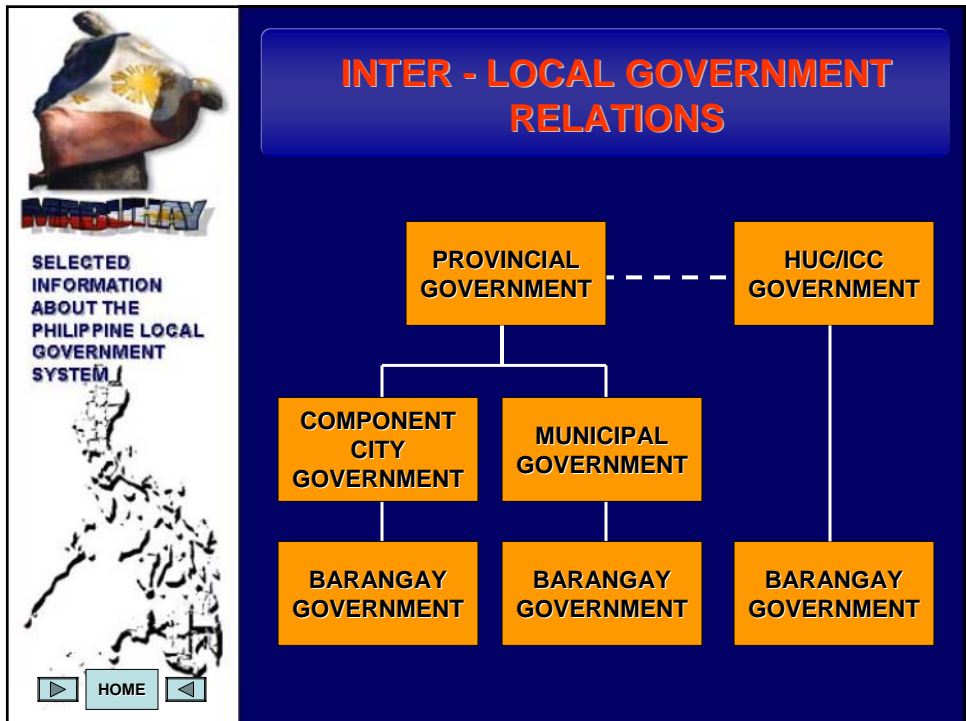 MABUHAY
SELECTED
INFORMATION
ABOUT THE
PHILIPPINE LOCAL
GOVERNMENT
SYSTEM
HOME
INTER - LOCAL GOVERNMENT
RELATIONS
PROVINCIAL
GOVERNMENT
HUC/ICC
GOVERNMENT
COMPONENT
CITY
GOVERNMENT
MUNICIPAL
GOVERNMENT
BARANGAY
GOVERNMENT
BARANGAY
GOVERNMENT
BARANGAY
GOVERNMENT